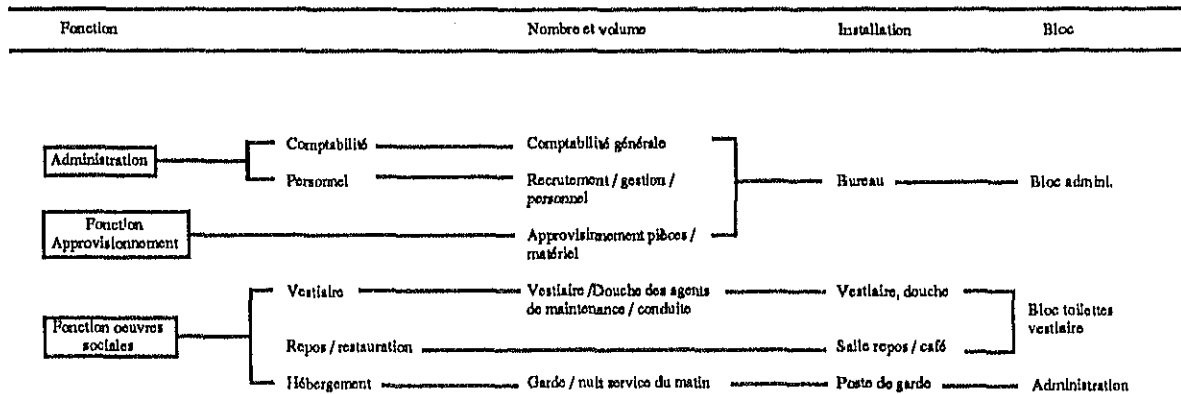 Fonction Nombre et volume Installation Bloc
Comptabilité Comptabilité générale
Administration
Personnel Recrutement / gestion / Bureau Bloc admini.
personnel
Fonction
Approvisionnement Approvisinnement pièces /
matériel
Vestiaire Vestiaire /Douche des agents Vestiaire, douche
de maintenance / conduite
Bloc toilettes
vestiaire
Fonction oeuvres
sociales
Repos / restauration Salle repos / café
Hébergement Garde / nuit service du matin Poste de garde Administration